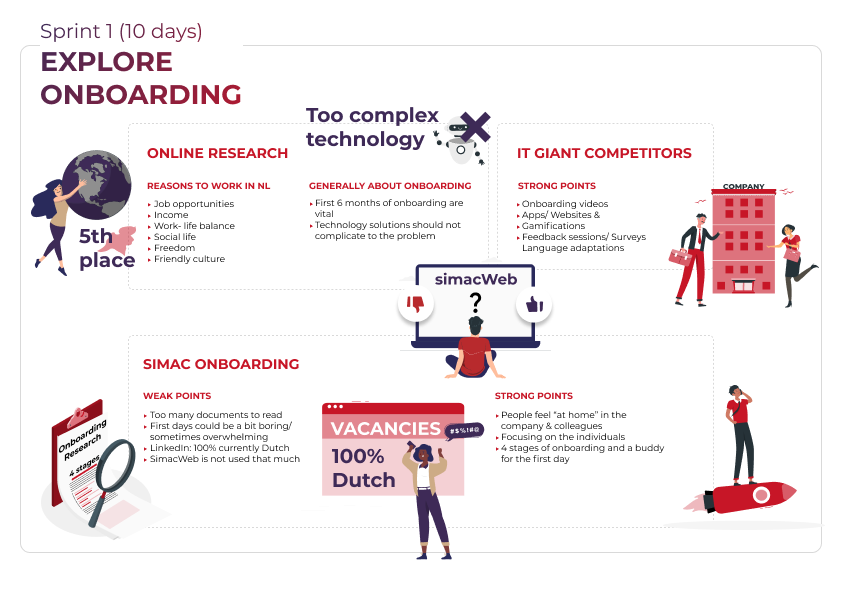 Sprint 1 (10 days)
EXPLORE
ONBOARDING
Too complex
technology
ONLINE RESEARCH
REASONS TO WORK IN NL
Job opportunities
Income
Work- life balance
Social life
Freedom
Friendly culture
5th
place
GENERALLY ABOUT ONBOARDING
First 6 months of onboarding are
vital
Technology solutions should not
complicate to the problem
IT GIANT COMPETITORS
STRONG POINTS
Onboarding videos
Apps/ Websites &
Gamifications
Feedback sessions/ Surveys
Language adaptations
COMPANY
simacWeb
?
SIMAC ONBOARDING
WEAK POINTS
Too many documents to read
First days could be a bit boring/
sometimes overwhelming
LinkedIn: 100% currently Dutch
SimacWeb is not used that much
Onboarding
Research
4 stages
VACANCIES
#$%!#@
100%
Dutch
STRONG POINTS
People feel "at home" in the
company & colleagues
Focusing on the individuals
4 stages of onboarding and a buddy
for the first day